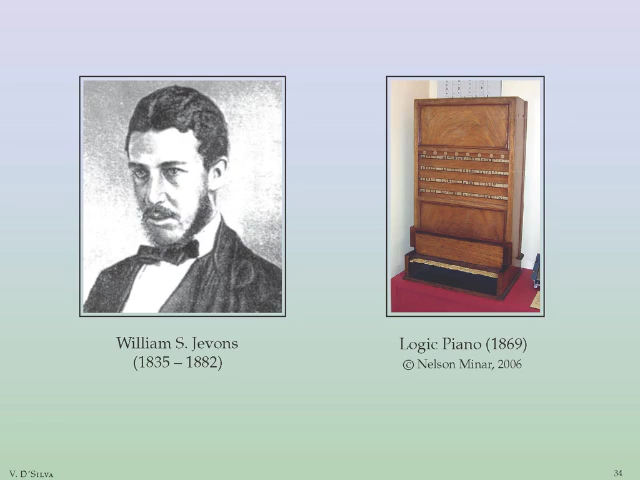 William S. Jevons
(1835 – 1882)
Logic Piano (1869)
© Nelson Minar, 2006
V. D'Silva
34